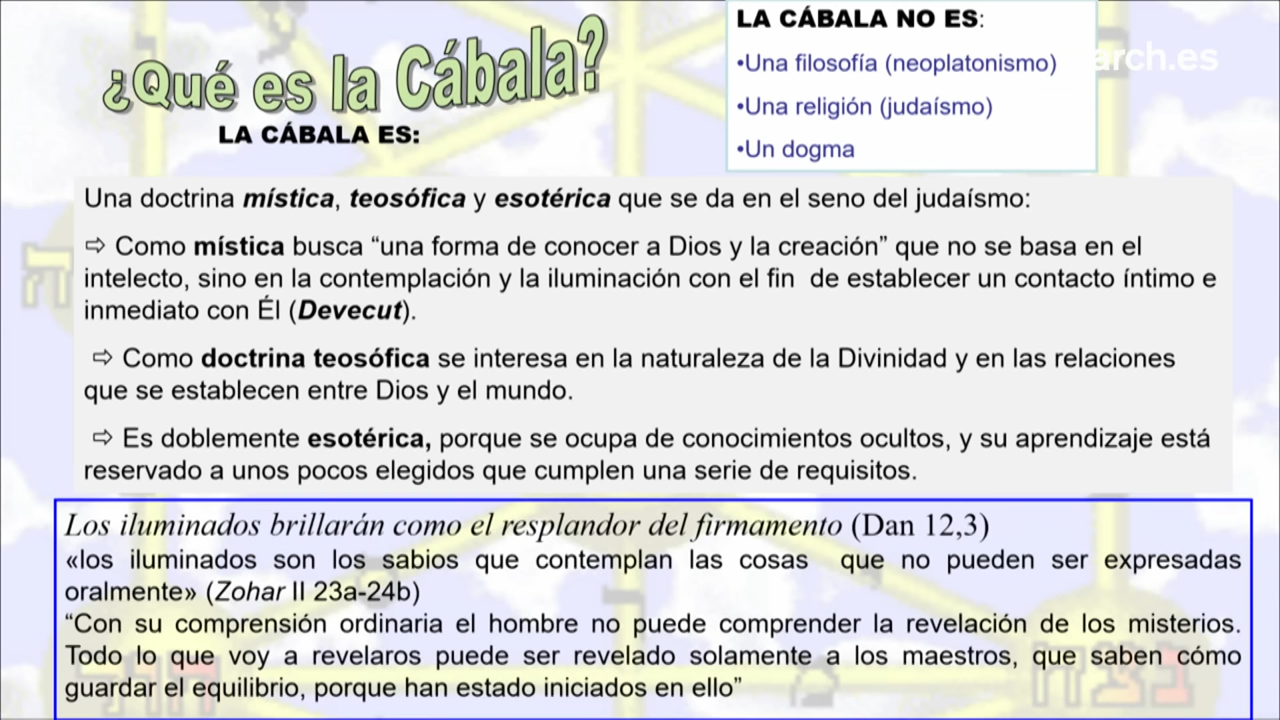 ¿Qué es la Cábala?
LA CÁBALA ES:
LA CÁBALA NO ES:
•Una filosofía (neoplatonismo)
•Una religión (judaísmo)
•Un dogma
arch.es
Una doctrina mística, teosófica y esotérica que se da en el seno del judaísmo:
⇨ Como mística busca “una forma de conocer a Dios y la creación” que no se basa en el
intelecto, sino en la contemplación y la iluminación con el fin de establecer un contacto íntimo e
inmediato con Él (Devecut).
⇨ Como doctrina teosófica se interesa en la naturaleza de la Divinidad y en las relaciones
que se establecen entre Dios y el mundo.
⇨ Es doblemente esotérica, porque se ocupa de conocimientos ocultos, y su aprendizaje está
reservado a unos pocos elegidos que cumplen una serie de requisitos.
Los iluminados brillarán como el resplandor del firmamento (Dan 12,3)
«los iluminados son los sabios que contemplan las cosas que no pueden ser expresadas
oralmente» (Zohar II 23a-24b)
“Con su comprensión ordinaria el hombre no puede comprender la revelación de los misterios.
Todo lo que voy a revelaros puede ser revelado solamente a los maestros, que saben cómo
guardar el equilibrio, porque han estado iniciados en ello”
הוד
נצח